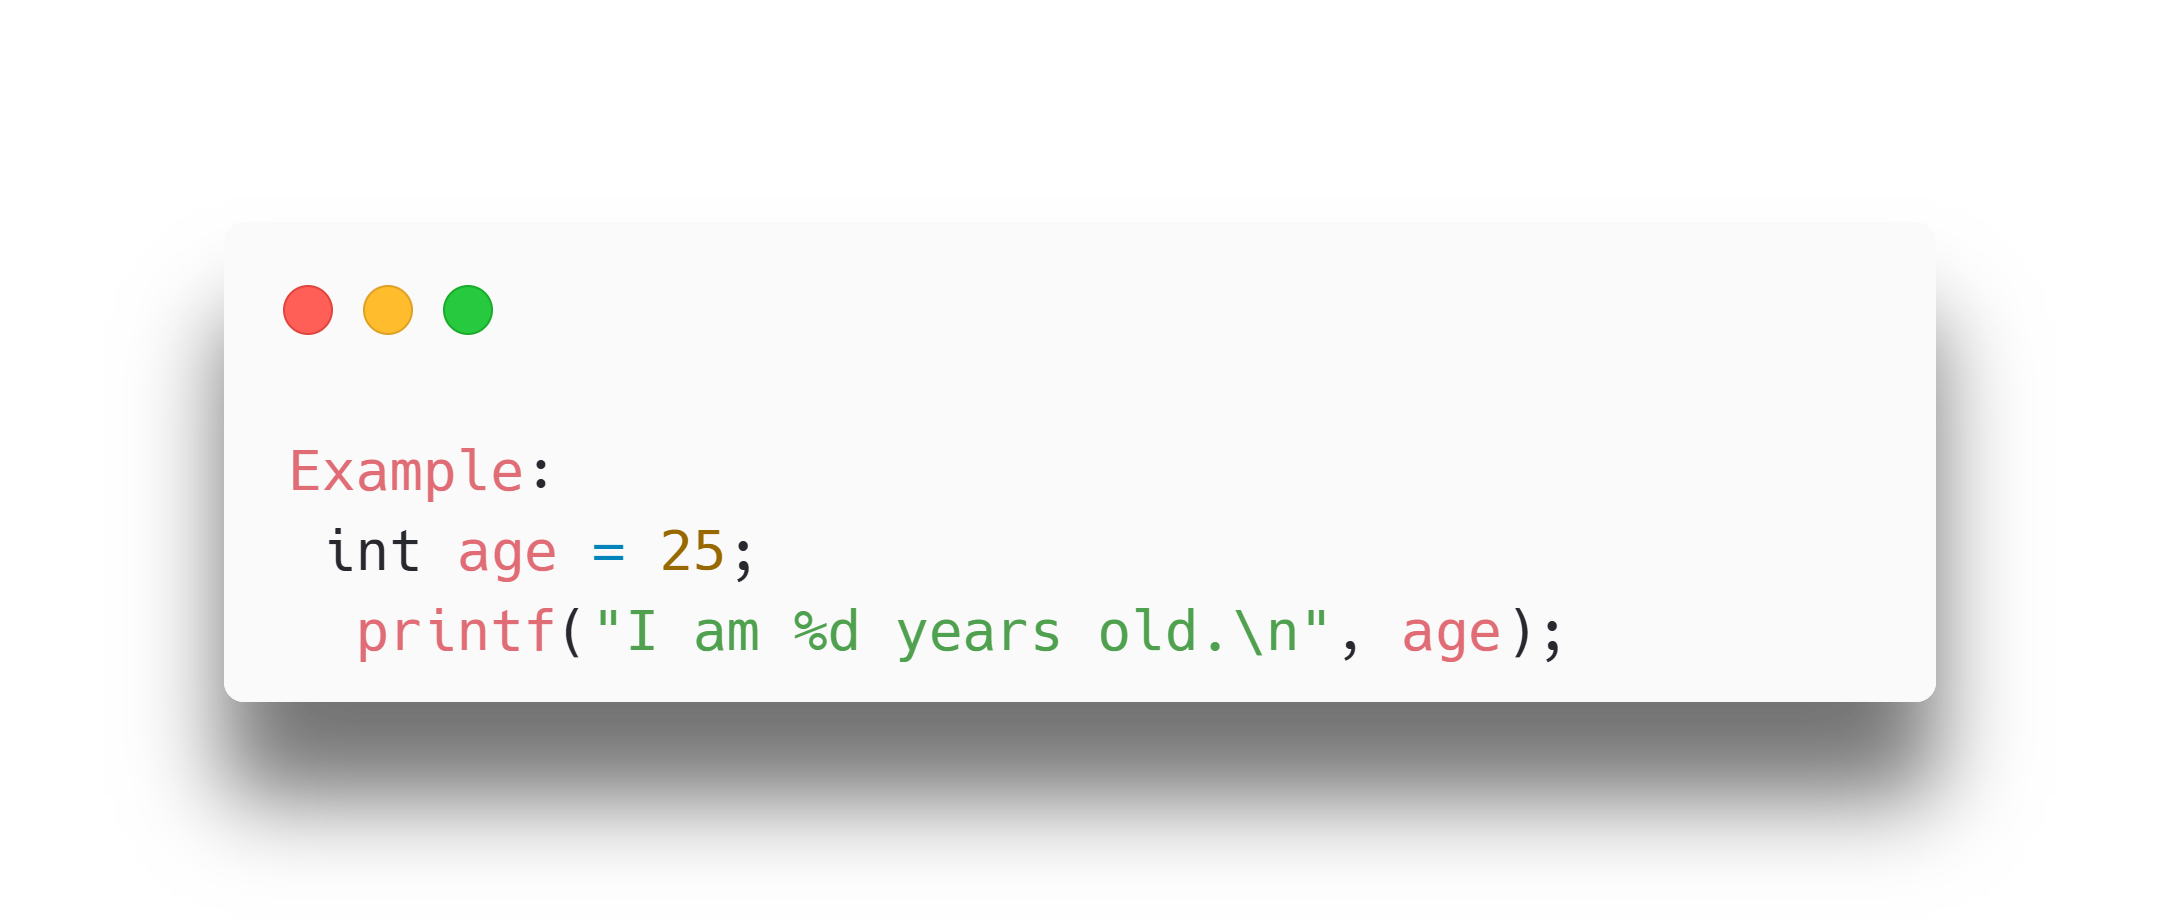 Example:
 int age = 25;
  printf("I am %d years old.\n", age);